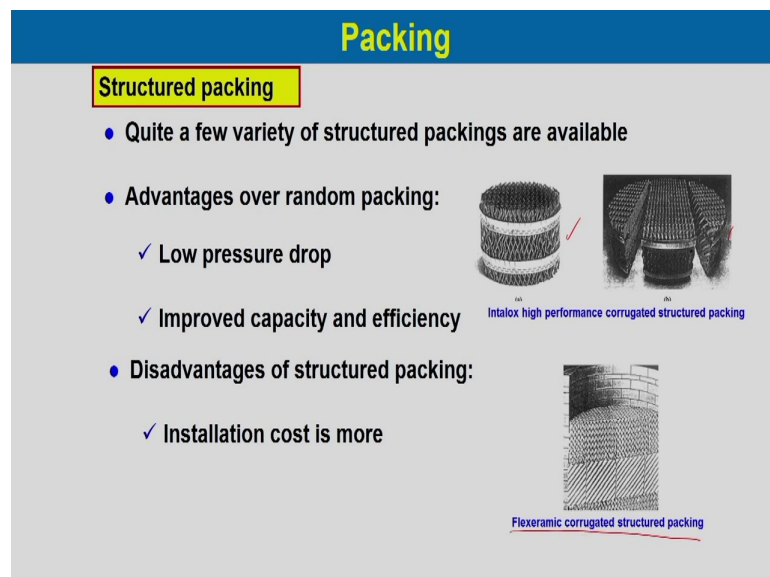 Packing
Structured packing
Quite a few variety of structured packings are available
Advantages over random packing:
Low pressure drop
Improved capacity and efficiency
(a)
(b)
Intalox high performance corrugated structured packing
Disadvantages of structured packing:
Installation cost is more
Flexeramic corrugated structured packing